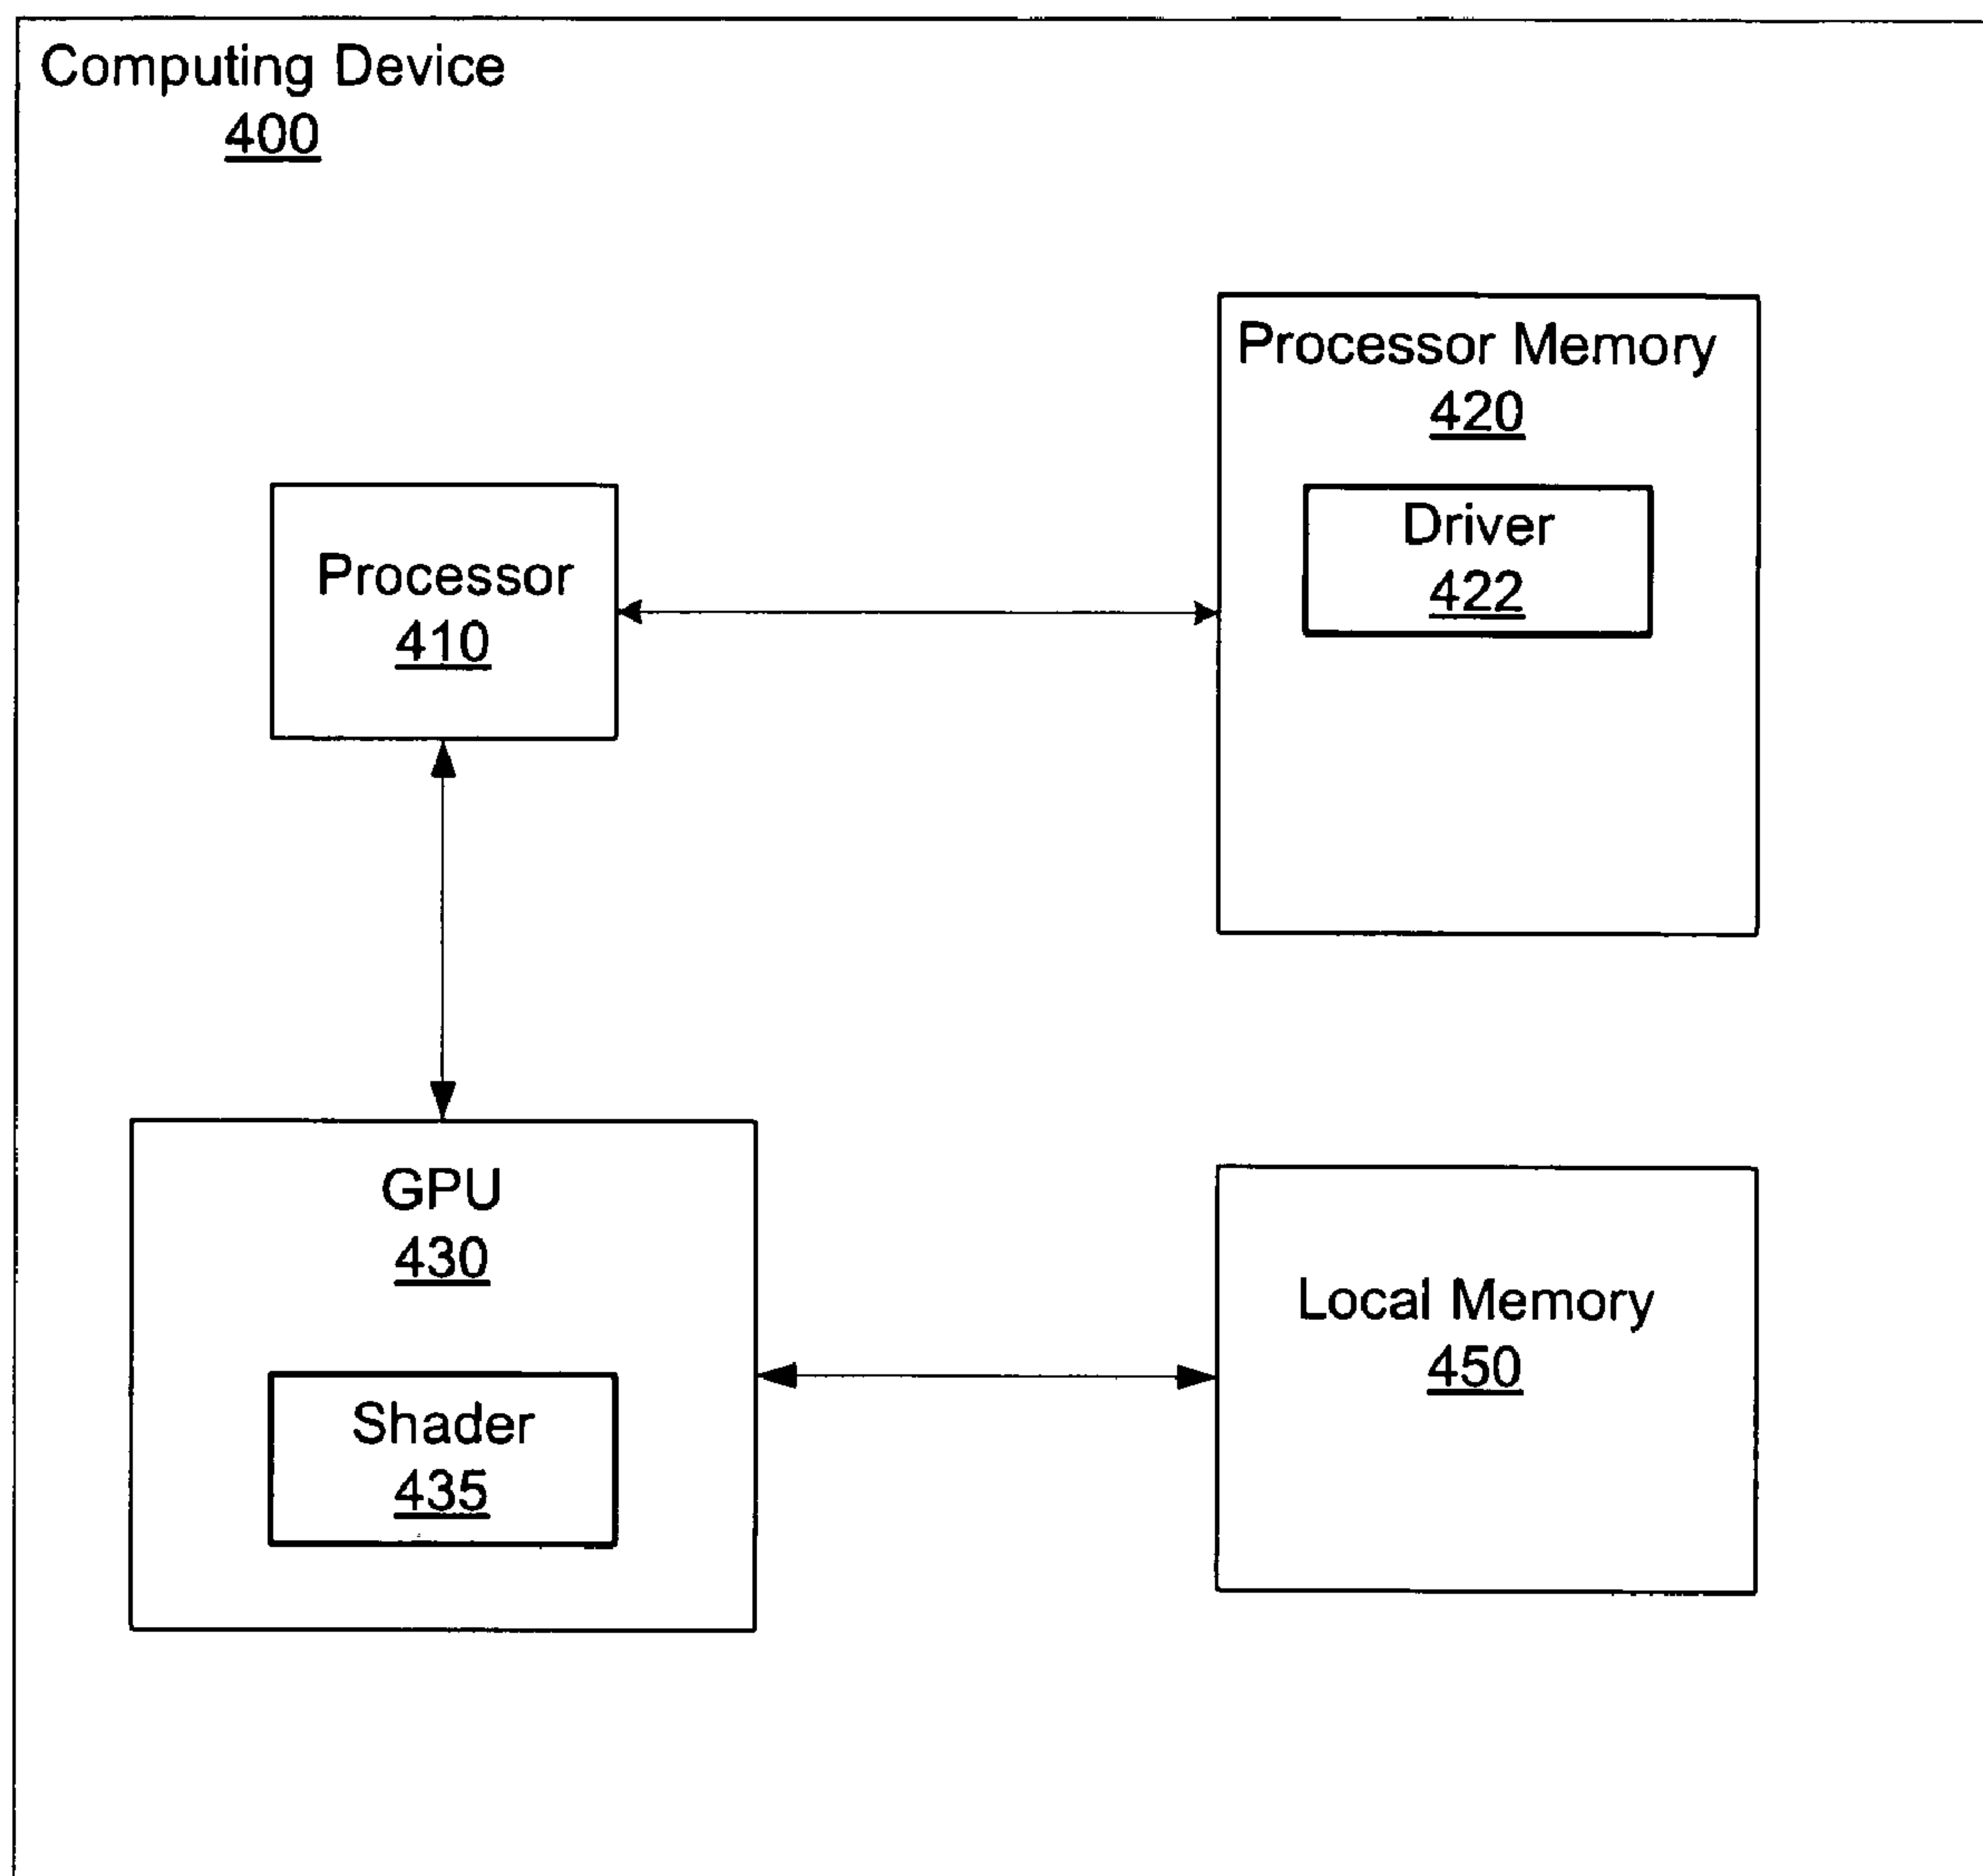 Computing Device
400
Processor Memory
420
Driver
422
Processor
410
GPU
430
Shader
435
Local Memory
450